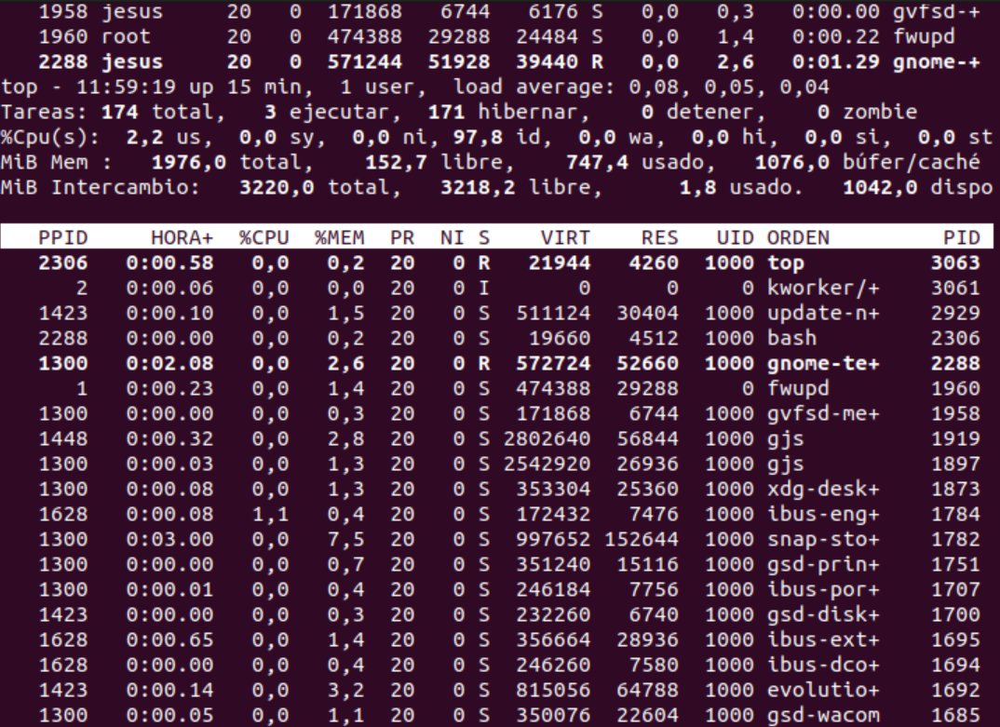 1958 jesus 20 0 171868 6744 6176 S 0,0 0,3 0:00.00 gvfsd-+
1960 root 20 0 474388 29288 24484 S 0,0 1,4 0:00.22 fwupd
2288 jesus 20 0 571244 51928 39440 R 0,0 2,6 0:01.29 gnome-+
top - 11:59:19 up 15 min, 1 user, load average: 0,08, 0,05, 0,04
Tareas: 174 total, 3 ejecutar, 171 hibernar, 0 detener, 0 zombie
%Cpu(s): 2,2 us, 0,0 sy, 0,0 ni, 97,8 id, 0,0 wa, 0,0 hi, 0,0 si, 0,0 st
MiB Mem : 1976,0 total, 152,7 libre, 747,4 usado, 1076,0 búfer/caché
MiB Intercambio: 3220,0 total, 3218,2 libre, 1,8 usado. 1042,0 dispo
PPID HORA+ %CPU %MEM PR NI S VIRT RES UID ORDEN PID
2306 0:00.58 0,0 0,2 20 0 R 21944 4260 1000 top 3063
2 0:00.06 0,0 0,0 20 0 I 0 0 0 kworker/+ 3061
1423 0:00.10 0,0 1,5 20 0 S 511124 30404 1000 update-n+ 2929
2288 0:00.00 0,0 0,2 20 0 S 19660 4512 1000 bash 2306
1300 0:02.08 0,0 2,6 20 0 R 572724 52660 1000 gnome-te+ 2288
1 0:00.23 0,0 1,4 20 0 S 474388 29288 0 fwupd 1960
1300 0:00.00 0,0 0,3 20 0 S 171868 6744 1000 gvfsd-me+ 1958
1448 0:00.32 0,0 2,8 20 0 S 2802640 56844 1000 gjs 1919
1300 0:00.03 0,0 1,3 20 0 S 2542920 26936 1000 gjs 1897
1300 0:00.08 0,0 1,3 20 0 S 353304 25360 1000 xdg-desk+ 1873
1628 0:00.08 1,1 0,4 20 0 S 172432 7476 1000 ibus-eng+ 1784
1300 0:03.00 0,0 7,5 20 0 S 997652 152644 1000 snap-sto+ 1782
1300 0:00.00 0,0 0,7 20 0 S 351240 15116 1000 gsd-prin+ 1751
1300 0:00.01 0,0 0,4 20 0 S 246184 7756 1000 ibus-por+ 1707
1423 0:00.00 0,0 0,3 20 0 S 232260 6740 1000 gsd-disk+ 1700
1628 0:00.65 0,0 1,4 20 0 S 356664 28936 1000 ibus-ext+ 1695
1628 0:00.00 0,0 0,4 20 0 S 246260 7580 1000 ibus-dco+ 1694
1423 0:00.14 0,0 3,2 20 0 S 815056 64788 1000 evolutio+ 1692
1300 0:00.05 0,0 1,1 20 0 S 350076 22604 1000 gsd-wacom 1685